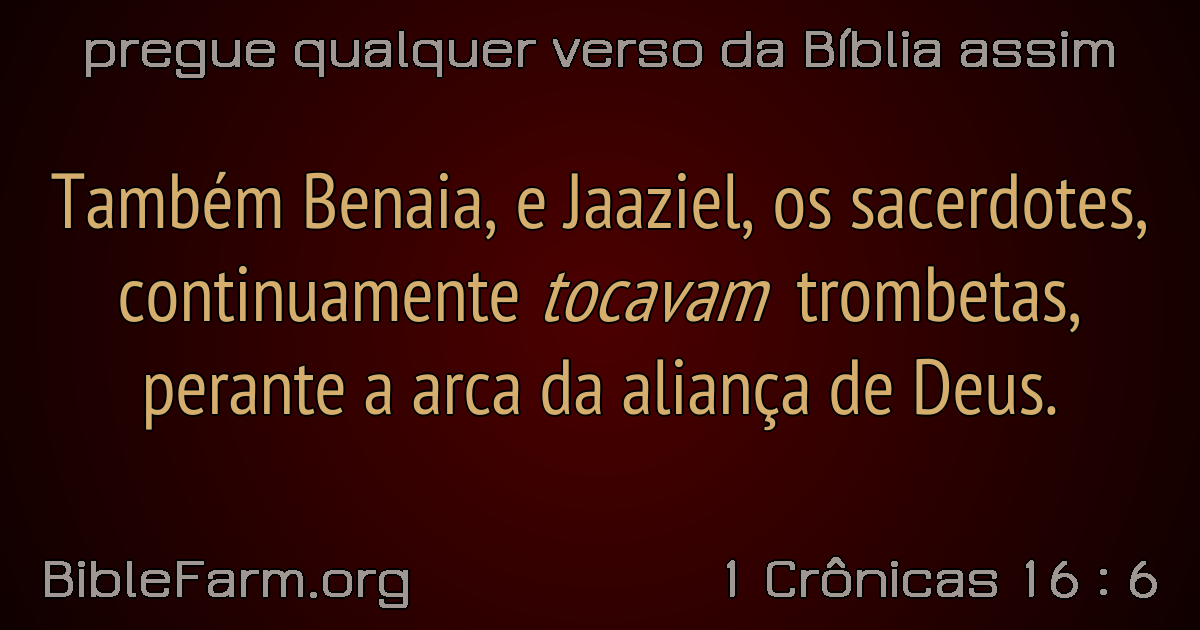 pregue qualquer verso da Bíblia assim
Também Benaia, e Jaaziel, os sacerdotes,
continuamente tocavam trombetas,
perante a arca da aliança de Deus.
BibleFarm.org
1 Crônicas 16 : 6